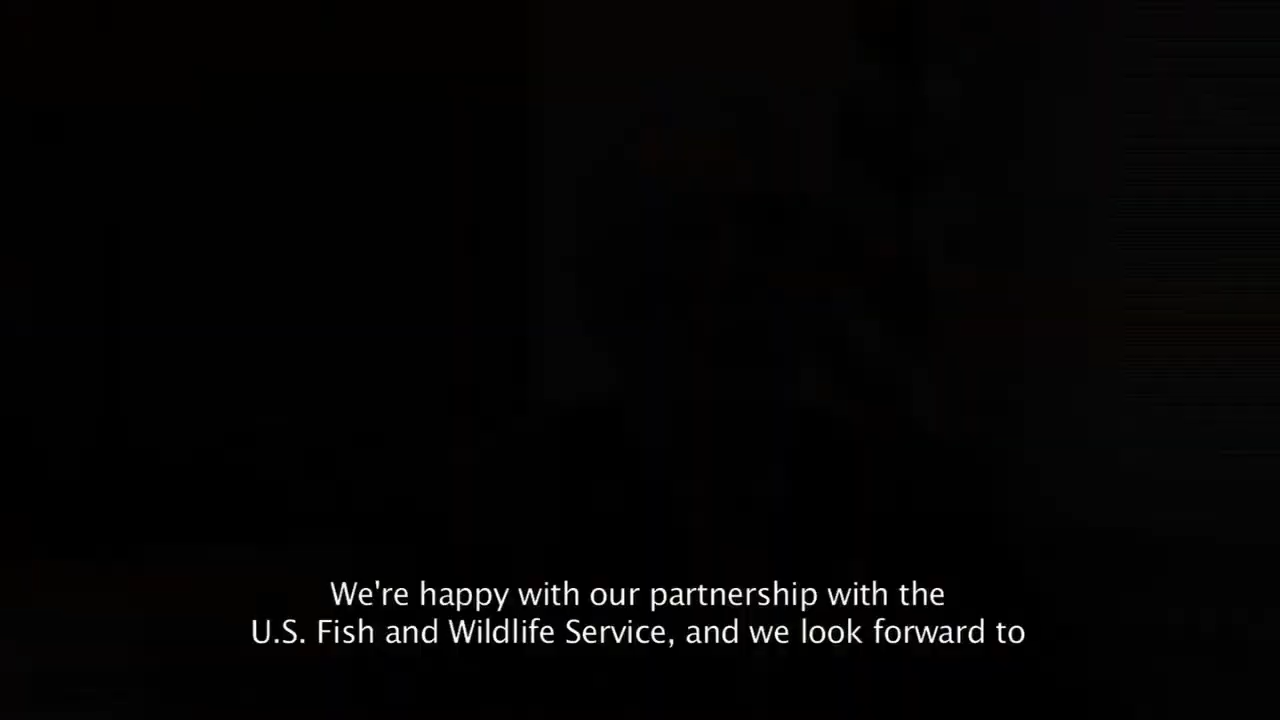 We're happy with our partnership with the
U.S. Fish and Wildlife Service, and we look forward to